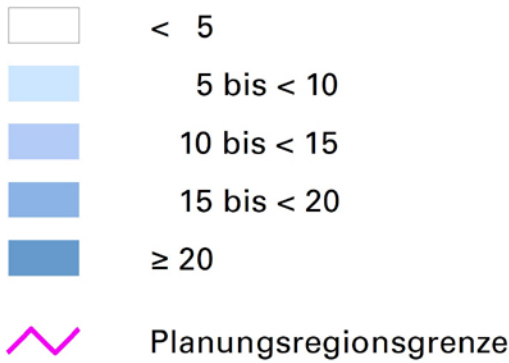 < 5
5 bis < 10
10 bis < 15
15 bis < 20
≥ 20
Planungsregionsgrenze